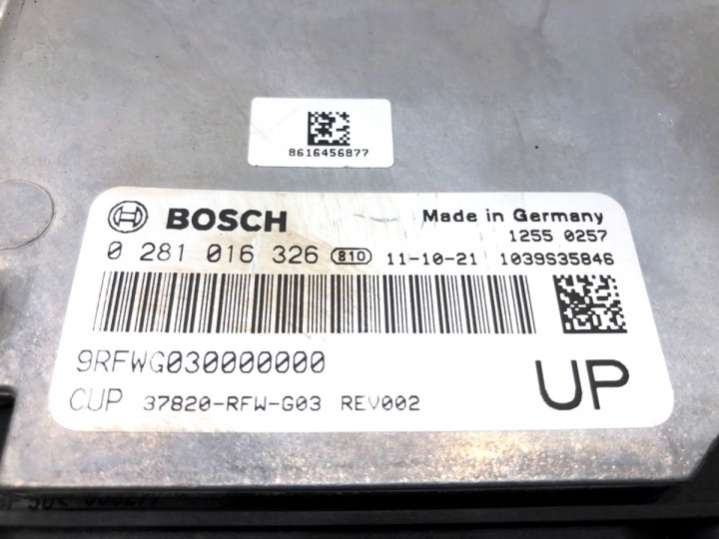 8616456877
BOSCH
Made in Germany
1255 0257
0 281 016 326 810 11-10-21 1039S35846
9RFWG030000000
UP
CUP 37820-RFW-G03 REV002